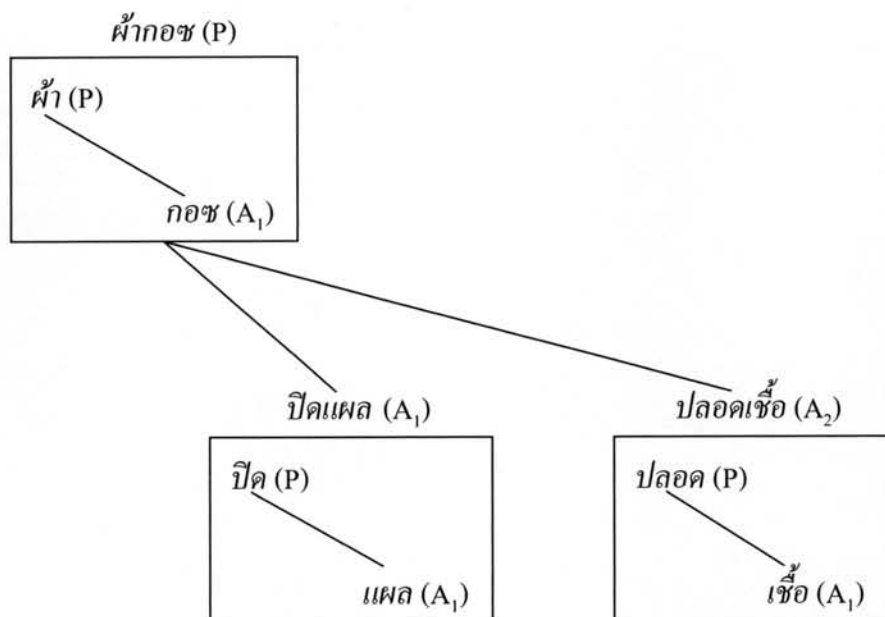 ผ้ากอซ (P)
ผ้า (P)
กอซ (A₁)
ปิดแผล (A₁) ปลอดเชื้อ (A₂)
ปิด (P) ปลอด (P)
แผล (A₁) เชื้อ (A₁)